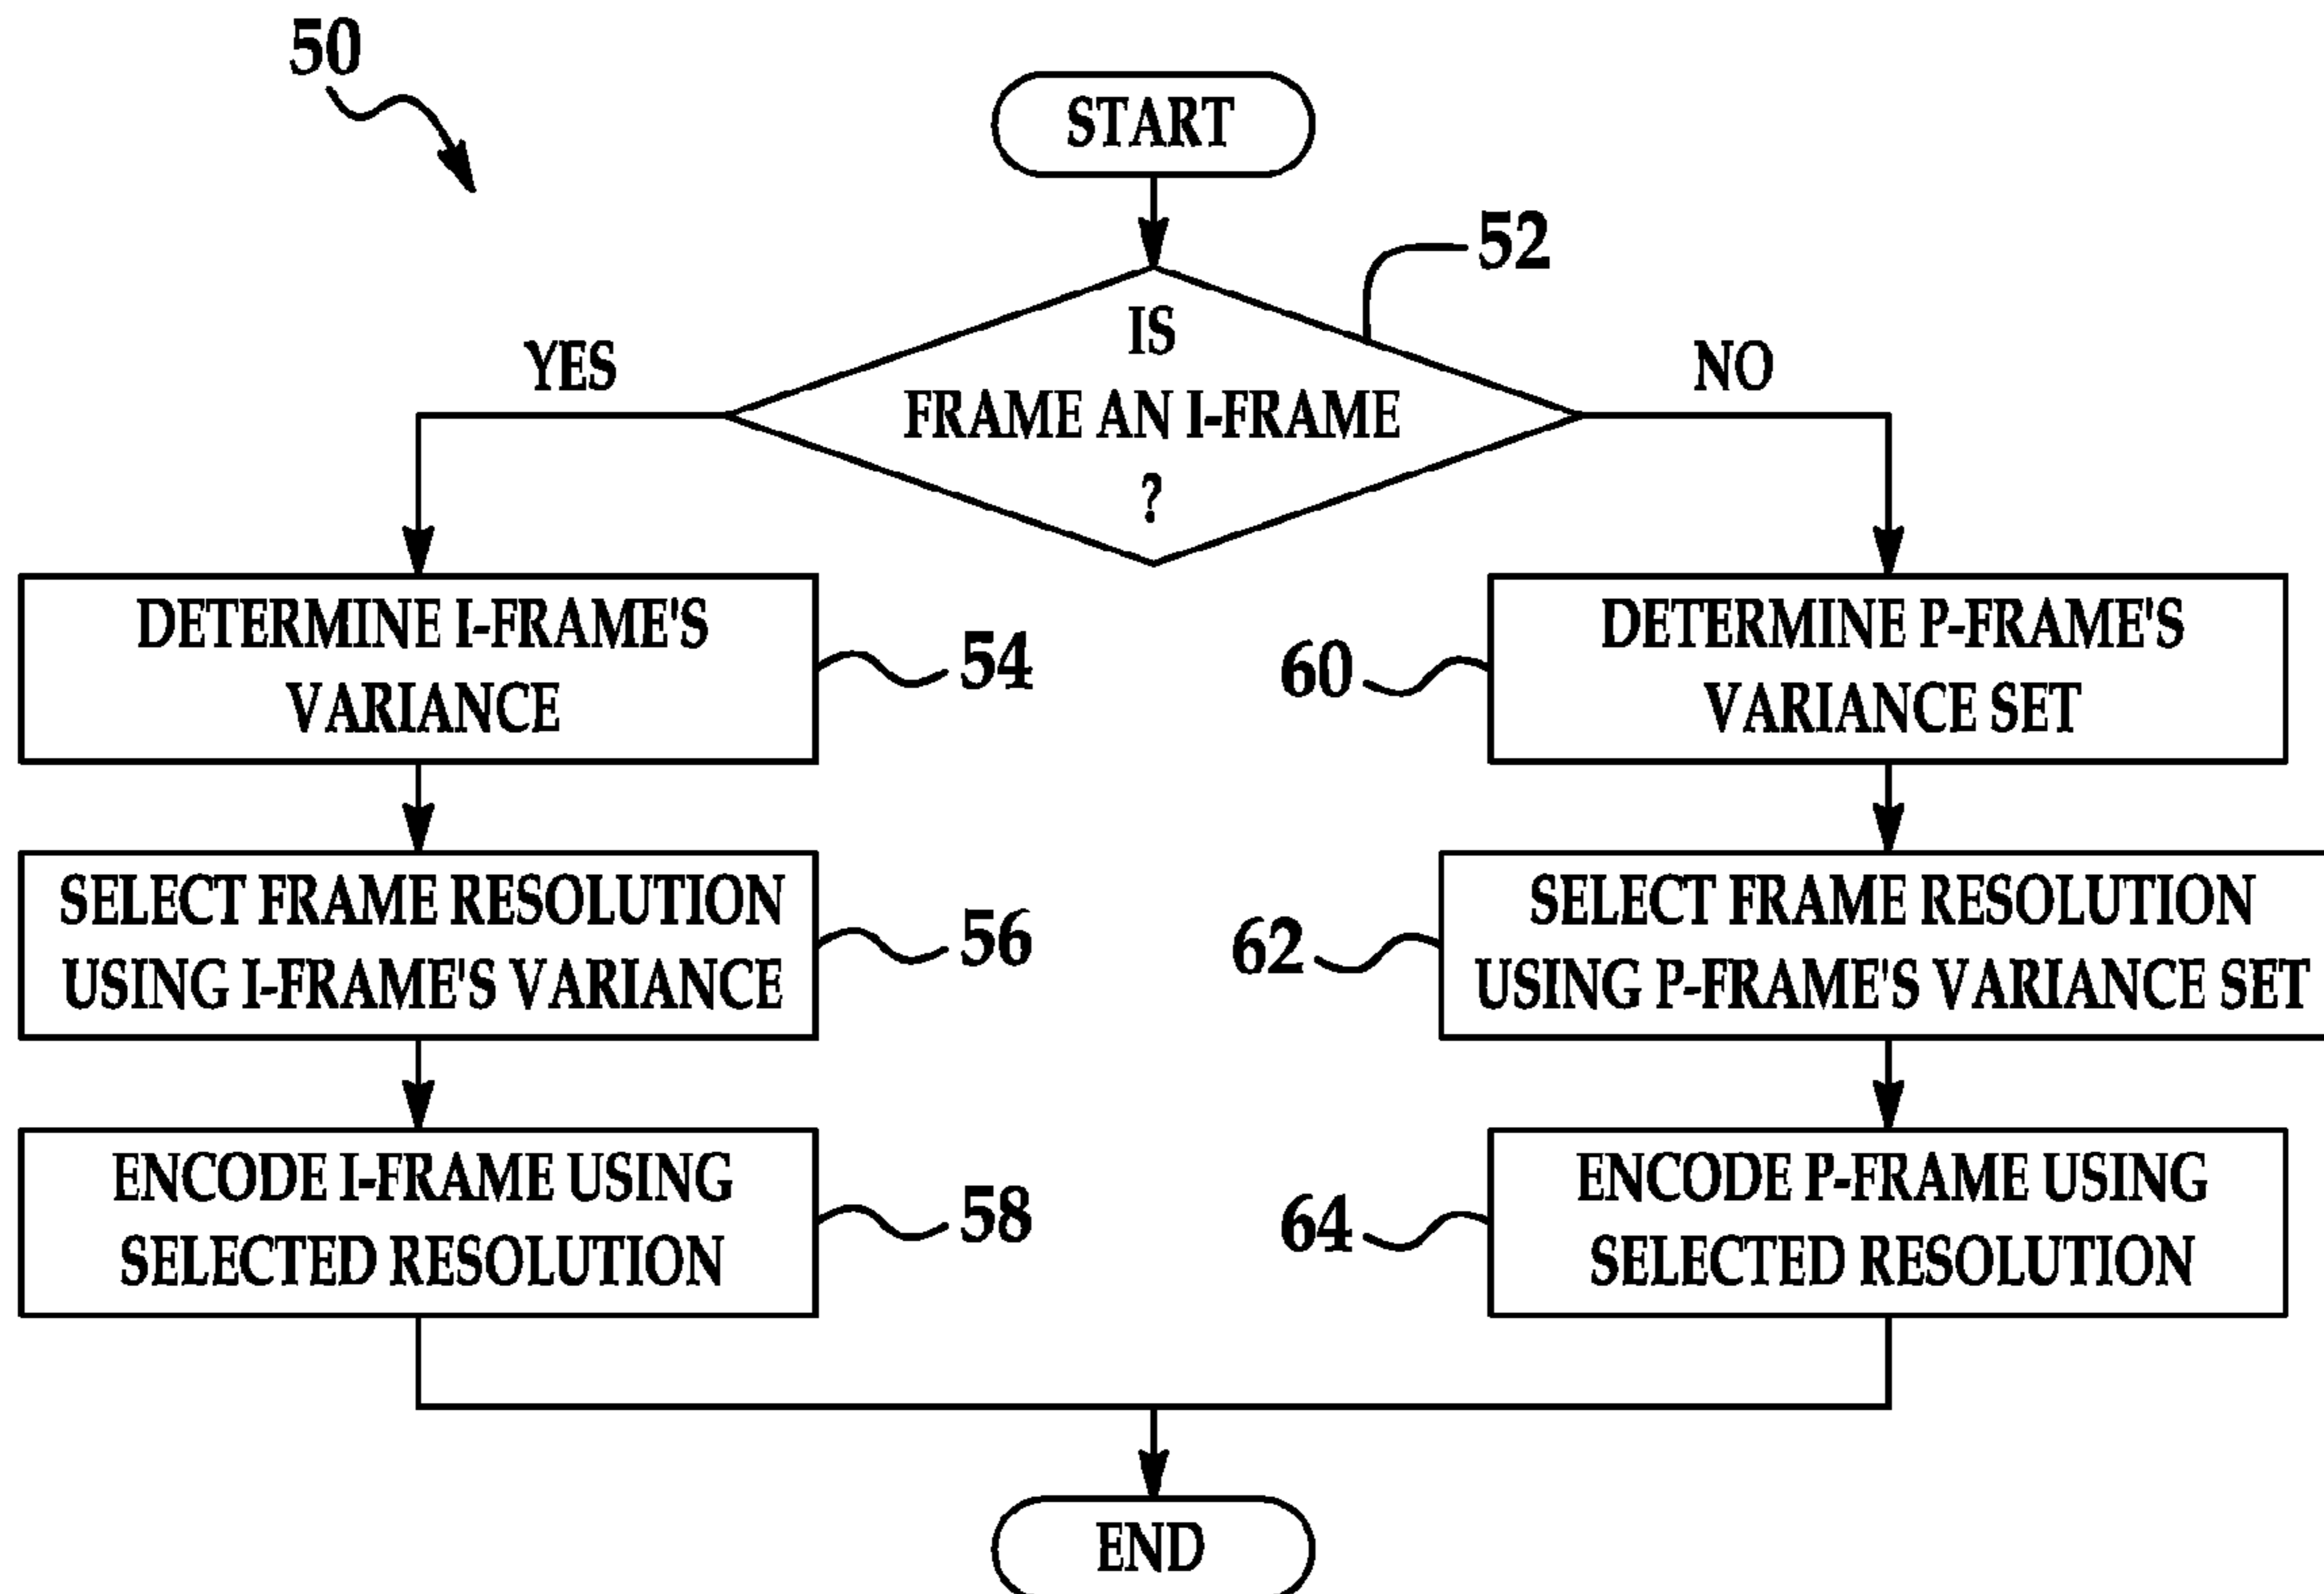 50
START
52
IS
FRAME AN I-FRAME
?
YES
NO
DETERMINE I-FRAME'S
VARIANCE
54
60
DETERMINE P-FRAME'S
VARIANCE SET
SELECT FRAME RESOLUTION
USING I-FRAME'S VARIANCE
56
62
SELECT FRAME RESOLUTION
USING P-FRAME'S VARIANCE SET
ENCODE I-FRAME USING
SELECTED RESOLUTION
58
64
ENCODE P-FRAME USING
SELECTED RESOLUTION
END